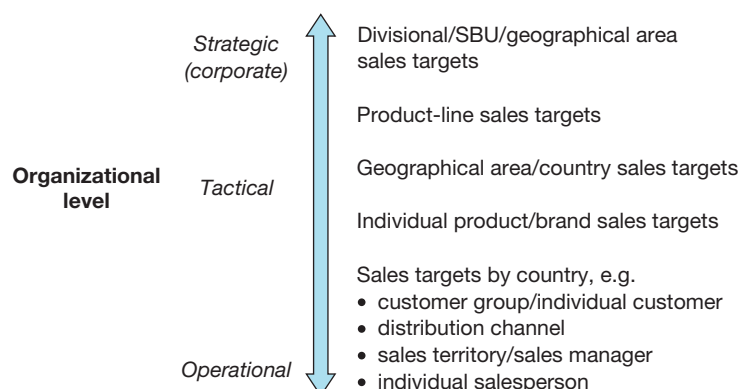 Strategic
(corporate)
Divisional/SBU/geographical area
sales targets
Product-line sales targets
Organizational
level
Tactical
Geographical area/country sales targets
Individual product/brand sales targets
Sales targets by country, e.g.
• customer group/individual customer
• distribution channel
• sales territory/sales manager
Operational
• individual salesperson